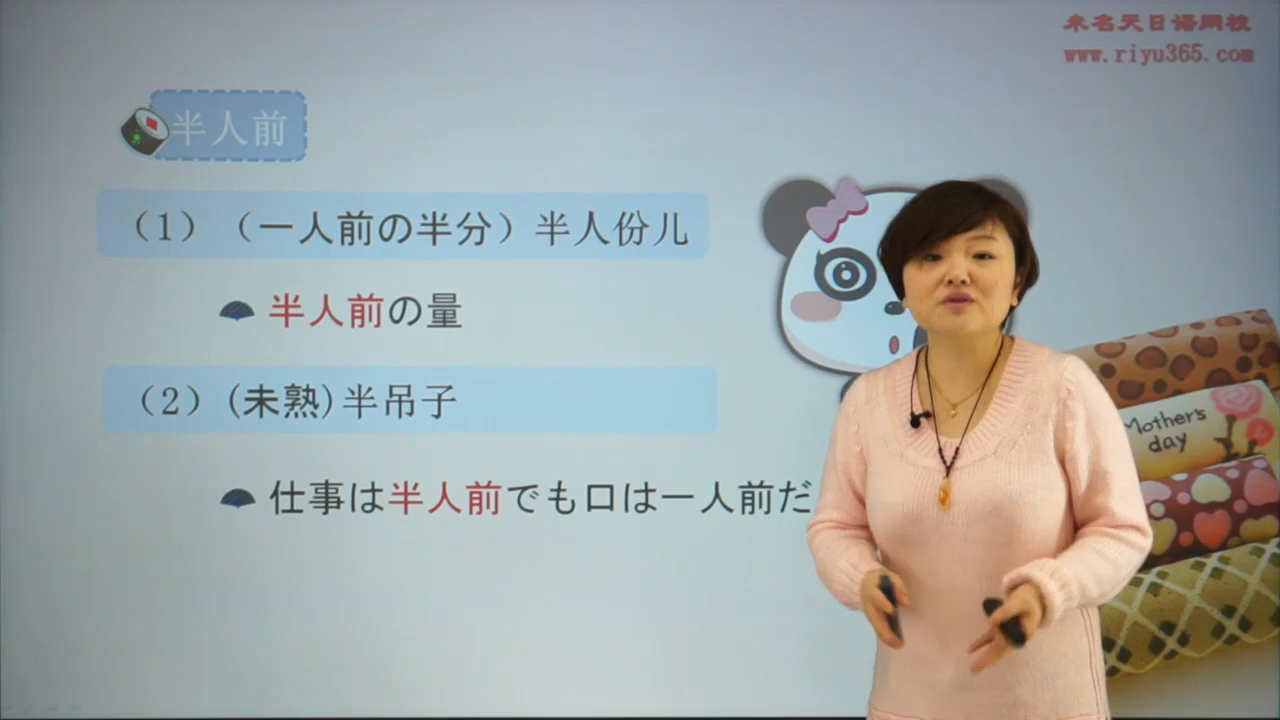 未名天日语网校
www.riyu365.com
半人前
（1）（一人前の半分）半人份儿
半人前の量
（2）(未熟)半吊子
仕事は半人前でも口は一人前だ
Mother's
day